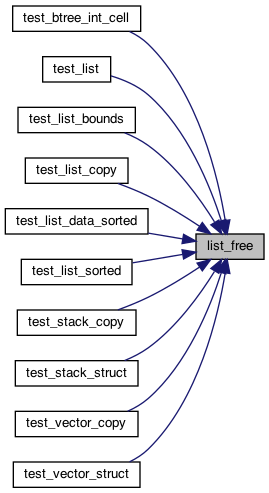 test_btree_int_cell
test_list
test_list_bounds
test_list_copy
test_list_data_sorted
list_free
test_list_sorted
test_stack_copy
test_stack_struct
test_vector_copy
test_vector_struct